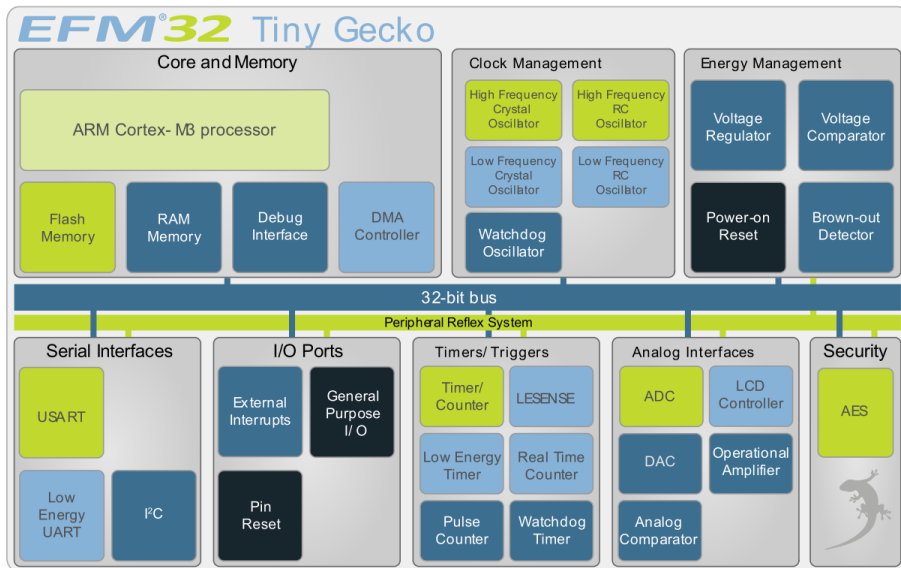 EFM®32 Tiny Gecko
Core and Memory
ARM Cortex- M3 processor
Flash
Memory
RAM
Memory
Debug
Interface
DMA
Controller
Clock Management
High Frequency
Crystal
Oscillator
High Frequency
RC
Oscillator
Low Frequency
Crystal
Oscillator
Low Frequency
RC
Oscillator
Watchdog
Oscillator
Energy Management
Voltage
Regulator
Voltage
Comparator
Power-on
Reset
Brown-out
Detector
32-bit bus
Peripheral Reflex System
Serial Interfaces
USART
Low
Energy
UART
I²C
I/O Ports
External
Interrupts
General
Purpose
I/ O
Pin
Reset
Timers/ Triggers
Timer/
Counter
LESENSE
Low Energy
Timer
Real Time
Counter
Pulse
Counter
Watchdog
Timer
Analog Interfaces
ADC
LCD
Controller
DAC
Operational
Amplifier
Analog
Comparator
Security
AES